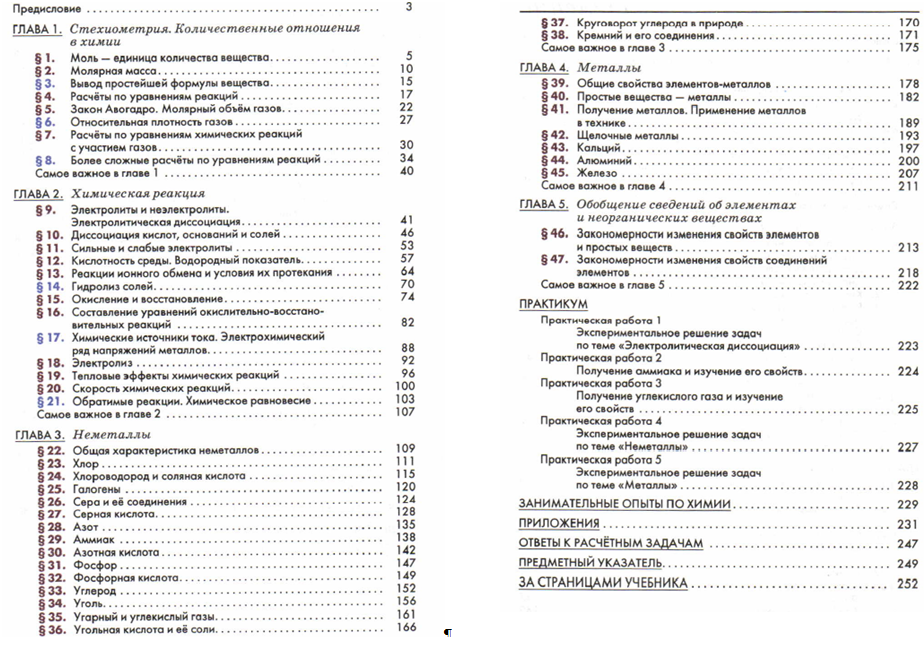 Предисловие 3
ГЛАВА 1. Стехиометрия. Количественные отношения
в химии
§ 1. Моль — единица количества вещества 5
§ 2. Молярная масса 10
§ 3. Вывод простейшей формулы вещества 15
§ 4. Расчёты по уравнениям реакций 17
§ 5. Закон Авогадро. Молярный объём газов 22
§ 6. Относительная плотность газов 27
§ 7. Расчёты по уравнениям химических реакций
с участием газов 30
§ 8. Более сложные расчёты по уравнениям реакций 34
Самое важное в главе 1 40
ГЛАВА 2. Химическая реакция
§ 9. Электролиты и неэлектролиты.
Электролитическая диссоциация 41
§ 10. Диссоциация кислот, оснований и солей 46
§ 11. Сильные и слабые электролиты 53
§ 12. Кислотность среды. Водородный показатель 57
§ 13. Реакции ионного обмена и условия их протекания 64
§ 14. Гидролиз солей 70
§ 15. Окисление и восстановление 74
§ 16. Составление уравнений окислительно-восстано-
вительных реакций 82
§ 17. Химические источники тока. Электрохимический
ряд напряжений металлов 88
§ 18. Электролиз 92
§ 19. Тепловые эффекты химических реакций 96
§ 20. Скорость химических реакций 100
§ 21. Обратимые реакции. Химическое равновесие 103
Самое важное в главе 2 107
ГЛАВА 3. Неметаллы
§ 22. Общая характеристика неметаллов 109
§ 23. Хлор 111
§ 24. Хлороводород и соляная кислота 115
§ 25. Галогены 120
§ 26. Сера и её соединения 124
§ 27. Серная кислота 128
§ 28. Азот 135
§ 29. Аммиак 138
§ 30. Азотная кислота 142
§ 31. Фосфор 147
§ 32. Фосфорная кислота 149
§ 33. Углерод 152
§ 34. Уголь 156
§ 35. Угарный и углекислый газы 161
§ 36. Угольная кислота и её соли 166
¶
§ 37. Круговорот углерода в природе 170
§ 38. Кремний и его соединения 171
Самое важное в главе 3 175
ГЛАВА 4. Металлы
§ 39. Общие свойства элементов-металлов 178
§ 40. Простые вещества — металлы 182
§ 41. Получение металлов. Применение металлов
в технике 189
§ 42. Щелочные металлы 193
§ 43. Кальций 197
§ 44. Алюминий 200
§ 45. Железо 207
Самое важное в главе 4 211
ГЛАВА 5. Обобщение сведений об элементах
и неорганических веществах
§ 46. Закономерности изменения свойств элементов
и простых веществ 213
§ 47. Закономерности изменения свойств соединений
элементов 218
Самое важное в главе 5 222
ПРАКТИКУМ
Практическая работа 1
Экспериментальное решение задач
по теме «Электролитическая диссоциация» 223
Практическая работа 2
Получение аммиака и изучение его свойств 224
Практическая работа 3
Получение углекислого газа и изучение
его свойств 225
Практическая работа 4
Экспериментальное решение задач
по теме «Неметаллы» 227
Практическая работа 5
Экспериментальное решение задач
по теме «Металлы» 228
ЗАНИМАТЕЛЬНЫЕ ОПЫТЫ ПО ХИМИИ 229
ПРИЛОЖЕНИЯ 231
ОТВЕТЫ К РАСЧЁТНЫМ ЗАДАЧАМ 247
ПРЕДМЕТНЫЙ УКАЗАТЕЛЬ 249
ЗА СТРАНИЦАМИ УЧЕБНИКА 252